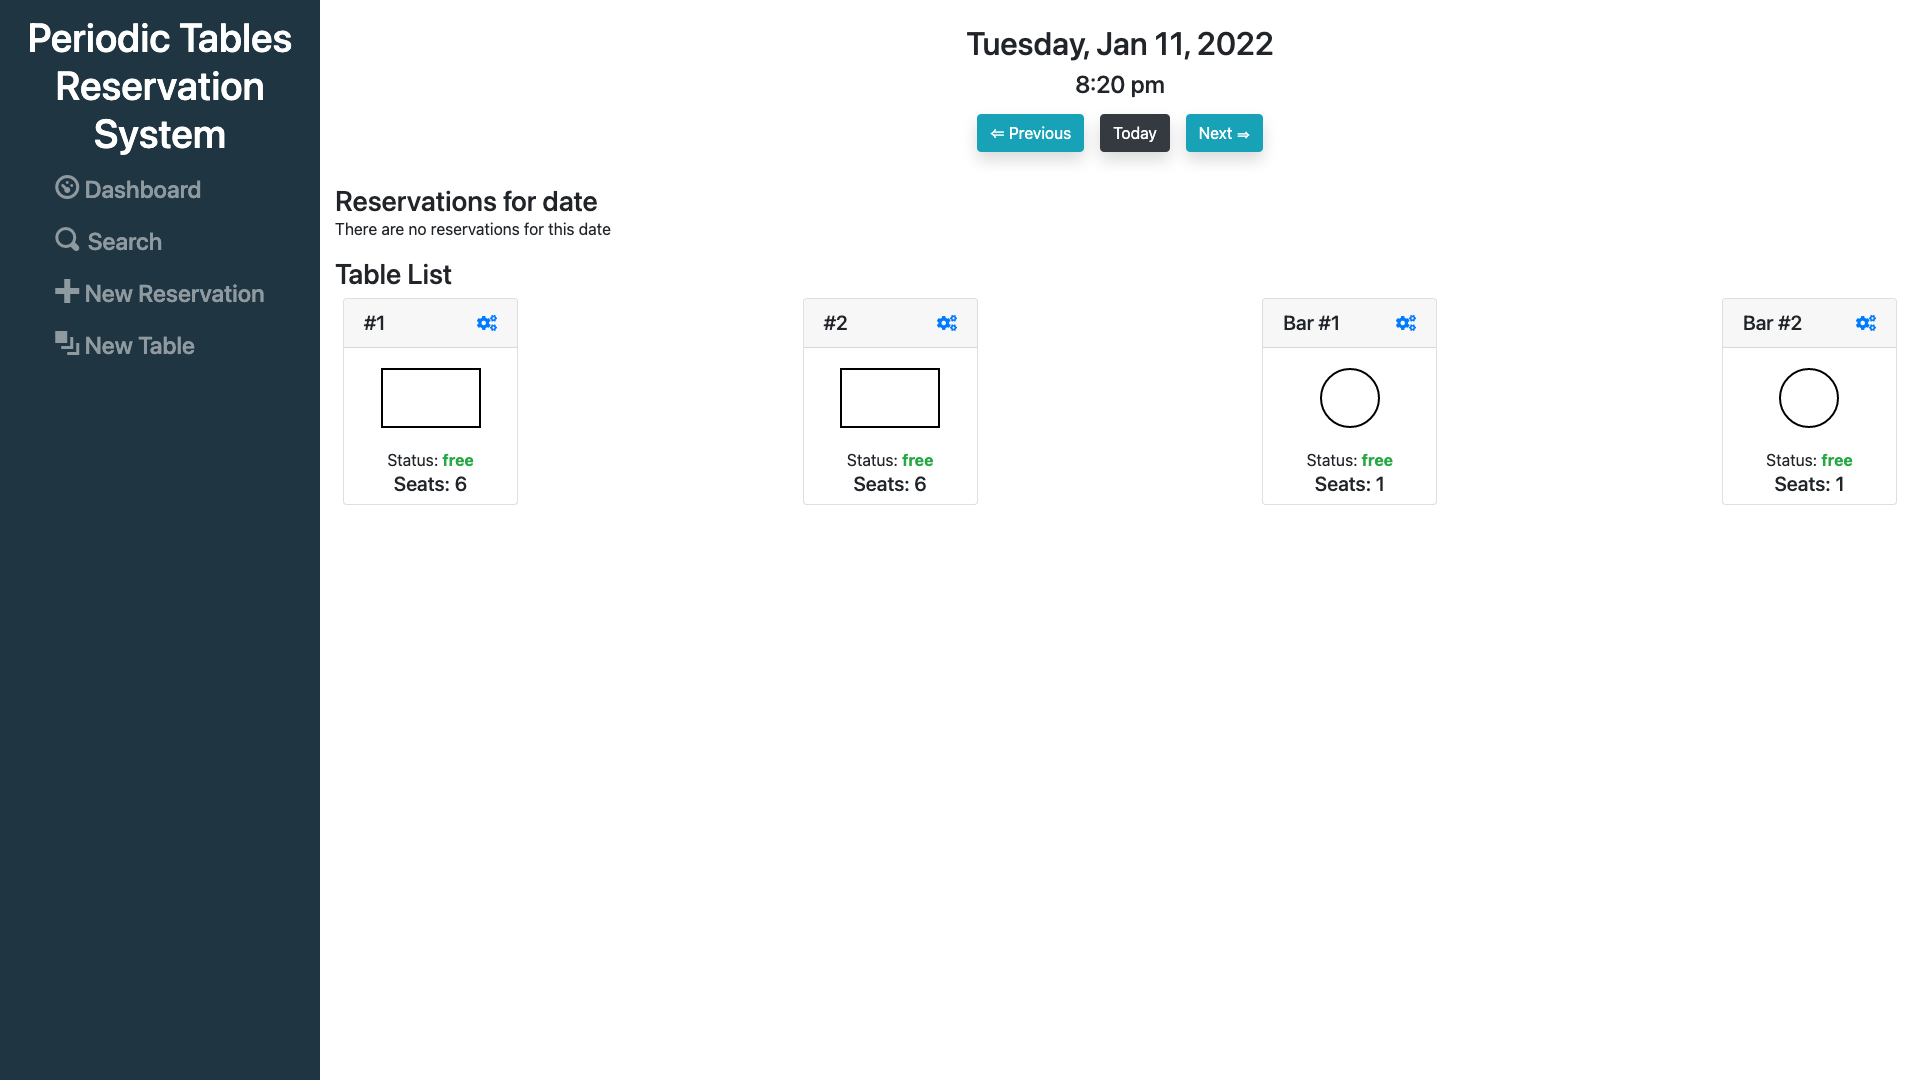 Periodic Tables
Reservation
System
Dashboard
Search
New Reservation
New Table
Tuesday, Jan 11, 2022
8:20 pm
⇐ Previous
Today
Next ⇒
Reservations for date
There are no reservations for this date
Table List
#1
Status: free
Seats: 6
#2
Status: free
Seats: 6
Bar #1
Status: free
Seats: 1
Bar #2
Status: free
Seats: 1